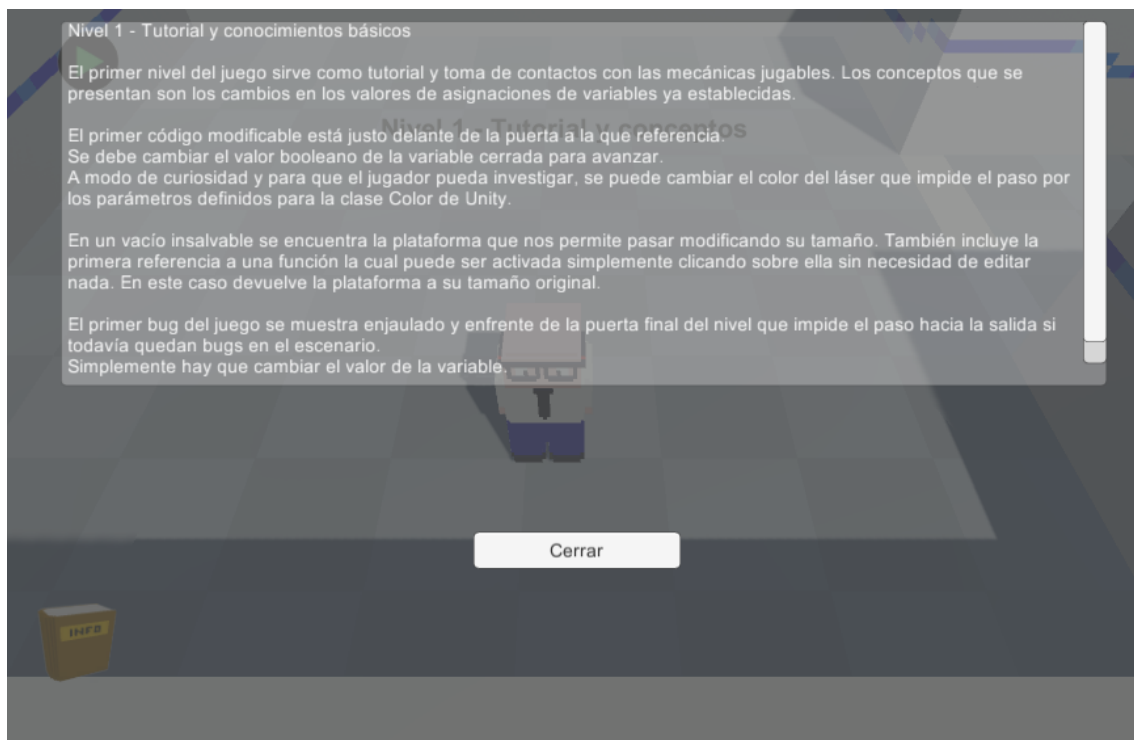 Nivel 1 - Tutorial y conocimientos básicos
El primer nivel del juego sirve como tutorial y toma de contactos con las mecánicas jugables. Los conceptos que se
presentan son los cambios en los valores de asignaciones de variables ya establecidas.
Nivel 1 - Tutorial y conceptos
El primer código modificable está justo delante de la puerta a la que referencia.
Se debe cambiar el valor booleano de la variable cerrada para avanzar.
A modo de curiosidad y para que el jugador pueda investigar, se puede cambiar el color del láser que impide el paso por
los parámetros definidos para la clase Color de Unity.
En un vacío insalvable se encuentra la plataforma que nos permite pasar modificando su tamaño. También incluye la
primera referencia a una función la cual puede ser activada simplemente clicando sobre ella sin necesidad de editar
nada. En este caso devuelve la plataforma a su tamaño original.
El primer bug del juego se muestra enjaulado y enfrente de la puerta final del nivel que impide el paso hacia la salida si
todavía quedan bugs en el escenario.
Simplemente hay que cambiar el valor de la variable.
Cerrar
INFO